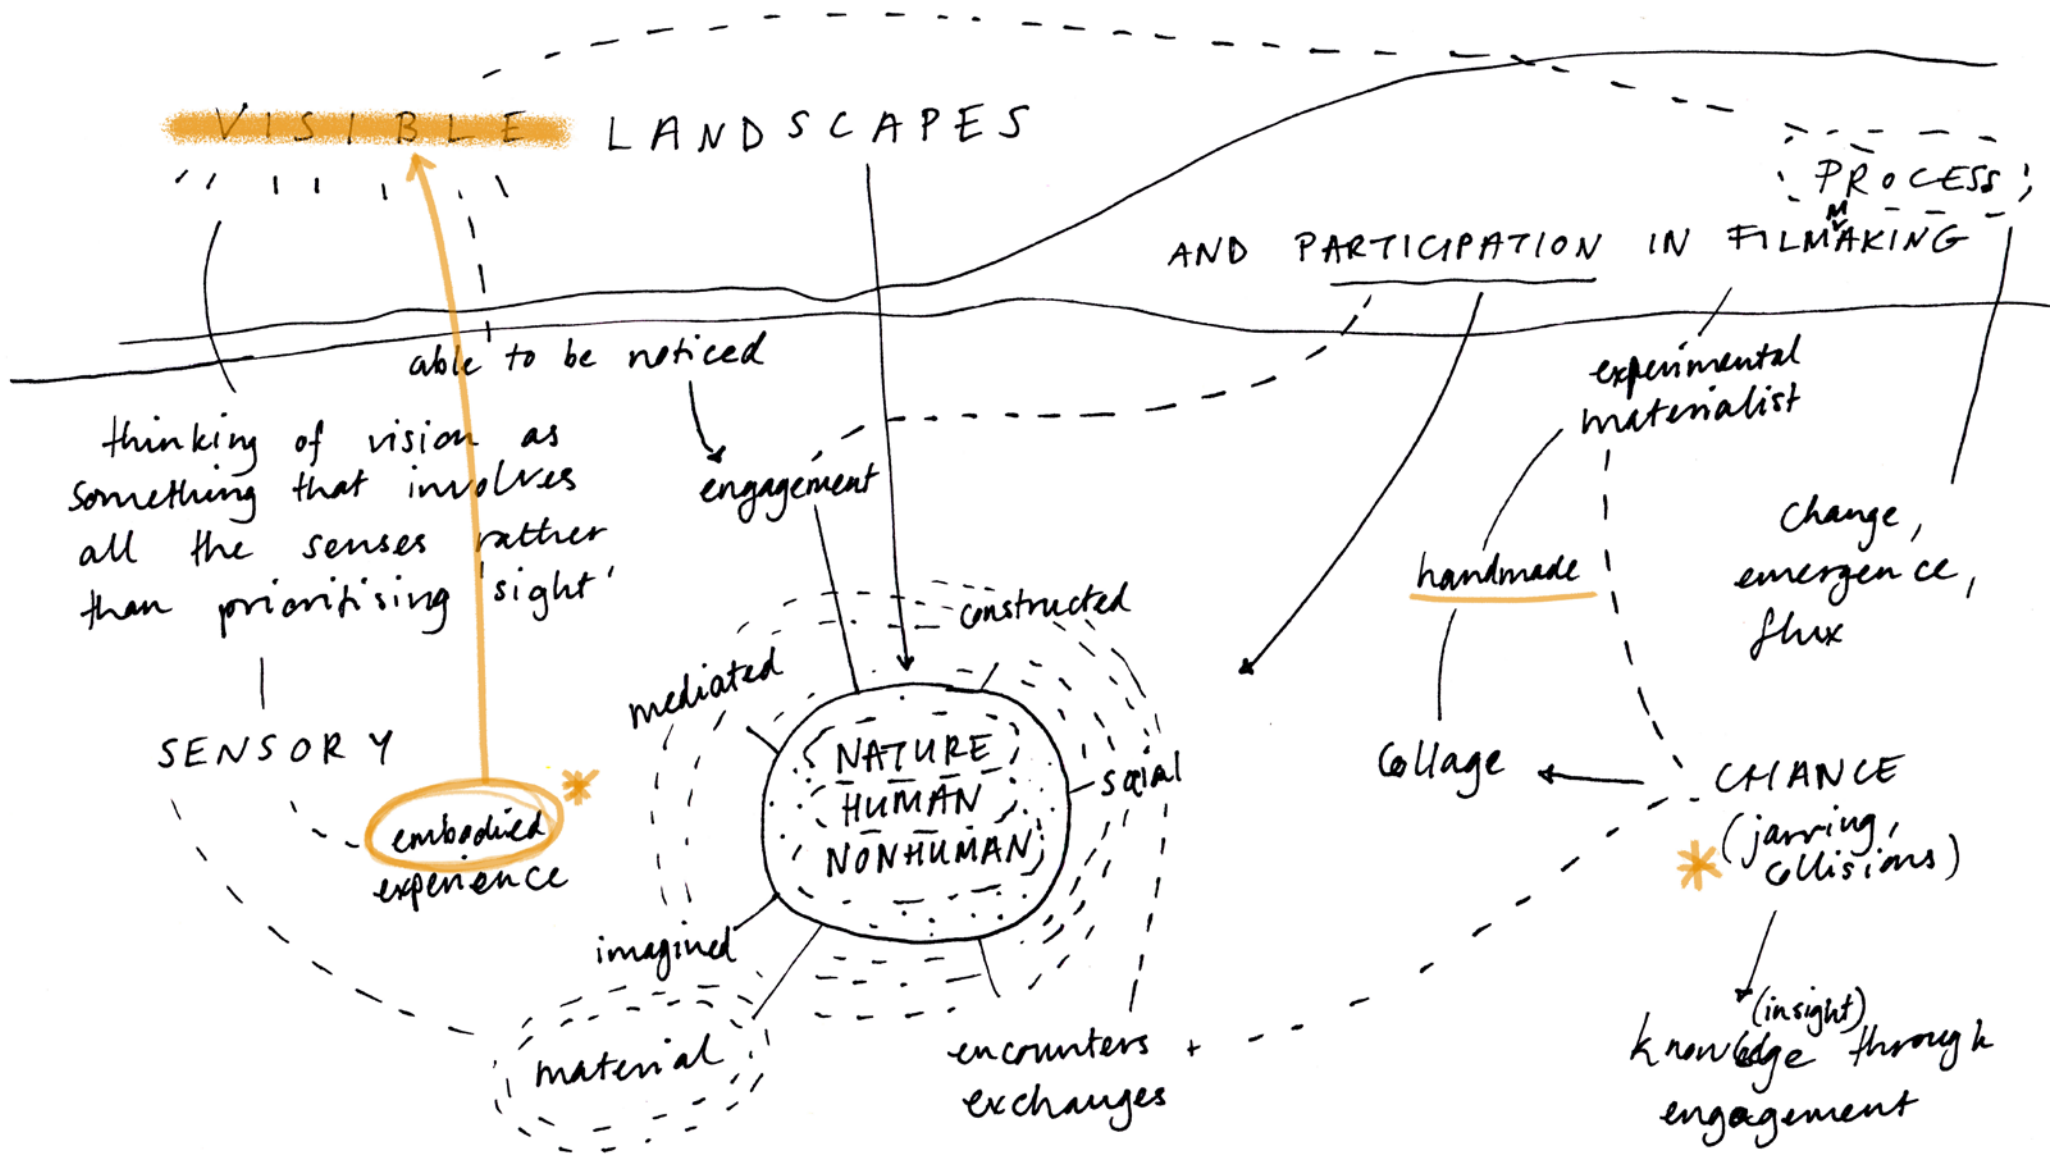 VISIBLE LANDSCAPES
PROCESS
AND PARTICIPATION IN FILMMAKING
M
able to be noticed
thinking of vision as
something that involves
all the senses rather
than prioritising 'sight'
engagement
experimental
materialist
handmade
Change,
emergence,
flux
constructed
mediated
SENSORY
NATURE
HUMAN
NONHUMAN
social
Collage
CHANCE
(jarring,
collisions)
embodied
experience
imagined
material
encounters +
exchanges
(insight)
knowledge through
engagement